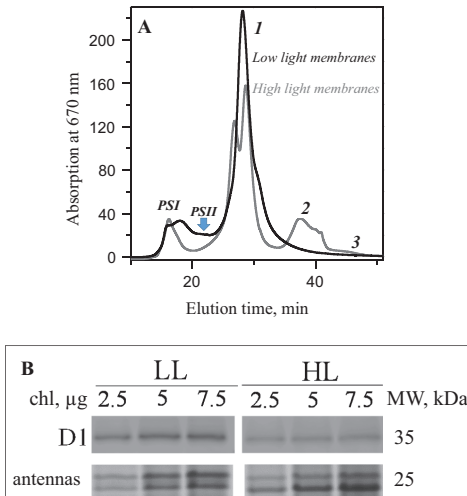 A
1
Low light membranes
High light membranes
PSI
PSII
2
3
200
160
120
80
40
0
20
40
Absorption at 670 nm
Elution time, min
B
LL
HL
chl, µg
2.5 5 7.5
2.5 5 7.5
MW, kDa
D1
35
antennas
25